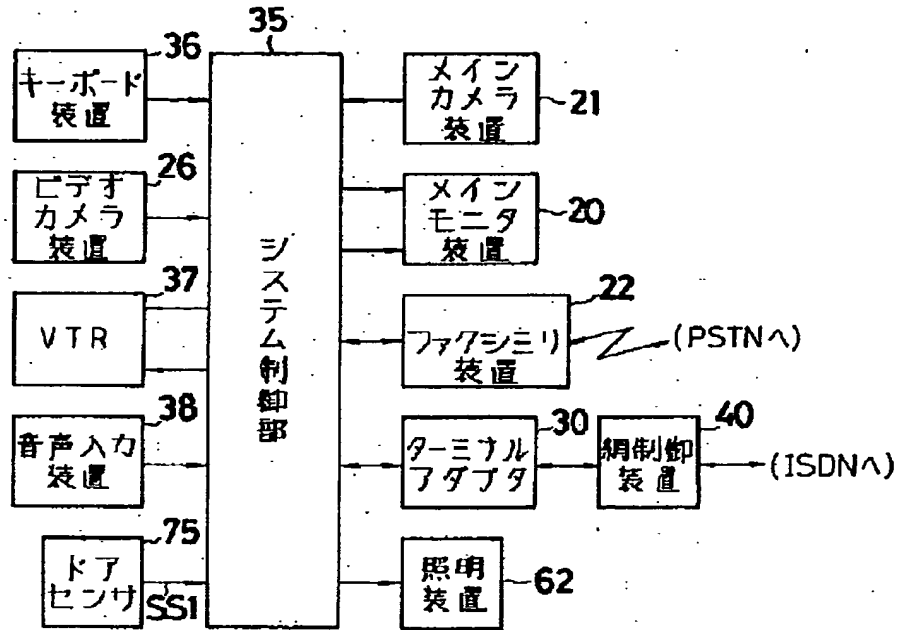 35
36
キーボード
装置
26
ビデオ
カメラ
装置
37
VTR
38
音声入力
装置
75
ドア
センサ
SS1
システム制御部
メイン
カメラ
装置
21
メイン
モニタ
装置
20
22
ファクシミリ
装置
(PSTNへ)
30
ターミナル
アダプタ
40
網制御
装置
(ISDNへ)
照明
装置
62